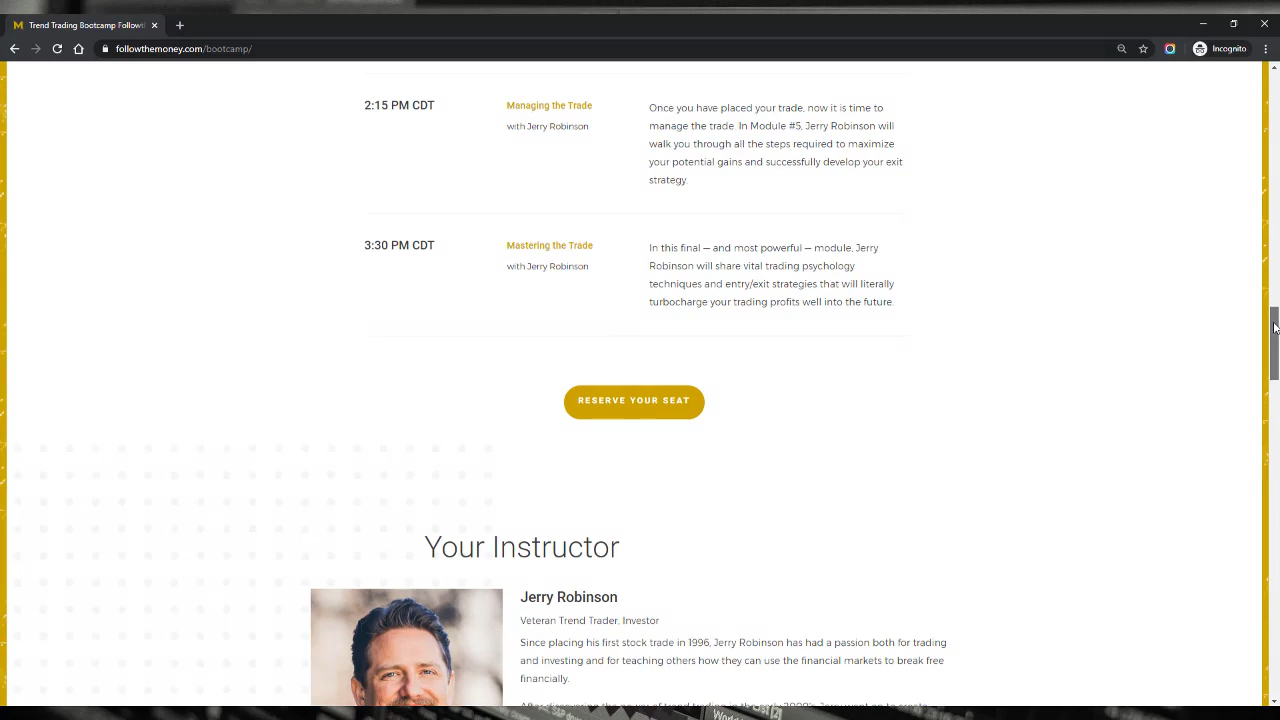 M Trend Trading Bootcamp Followt
followthemoney.com/bootcamp/
Incognito
2:15 PM CDT
Managing the Trade
with Jerry Robinson
Once you have placed your trade, now it is time to
manage the trade. In Module #5, Jerry Robinson will
walk you through all the steps required to maximize
your potential gains and successfully develop your exit
strategy.
3:30 PM CDT
Mastering the Trade
with Jerry Robinson
In this final — and most powerful — module, Jerry
Robinson will share vital trading psychology
techniques and entry/exit strategies that will literally
turbocharge your trading profits well into the future.
RESERVE YOUR SEAT
Your Instructor
Jerry Robinson
Veteran Trend Trader, Investor
Since placing his first stock trade in 1996, Jerry Robinson has had a passion both for trading
and investing and for teaching others how they can use the financial markets to break free
financially.